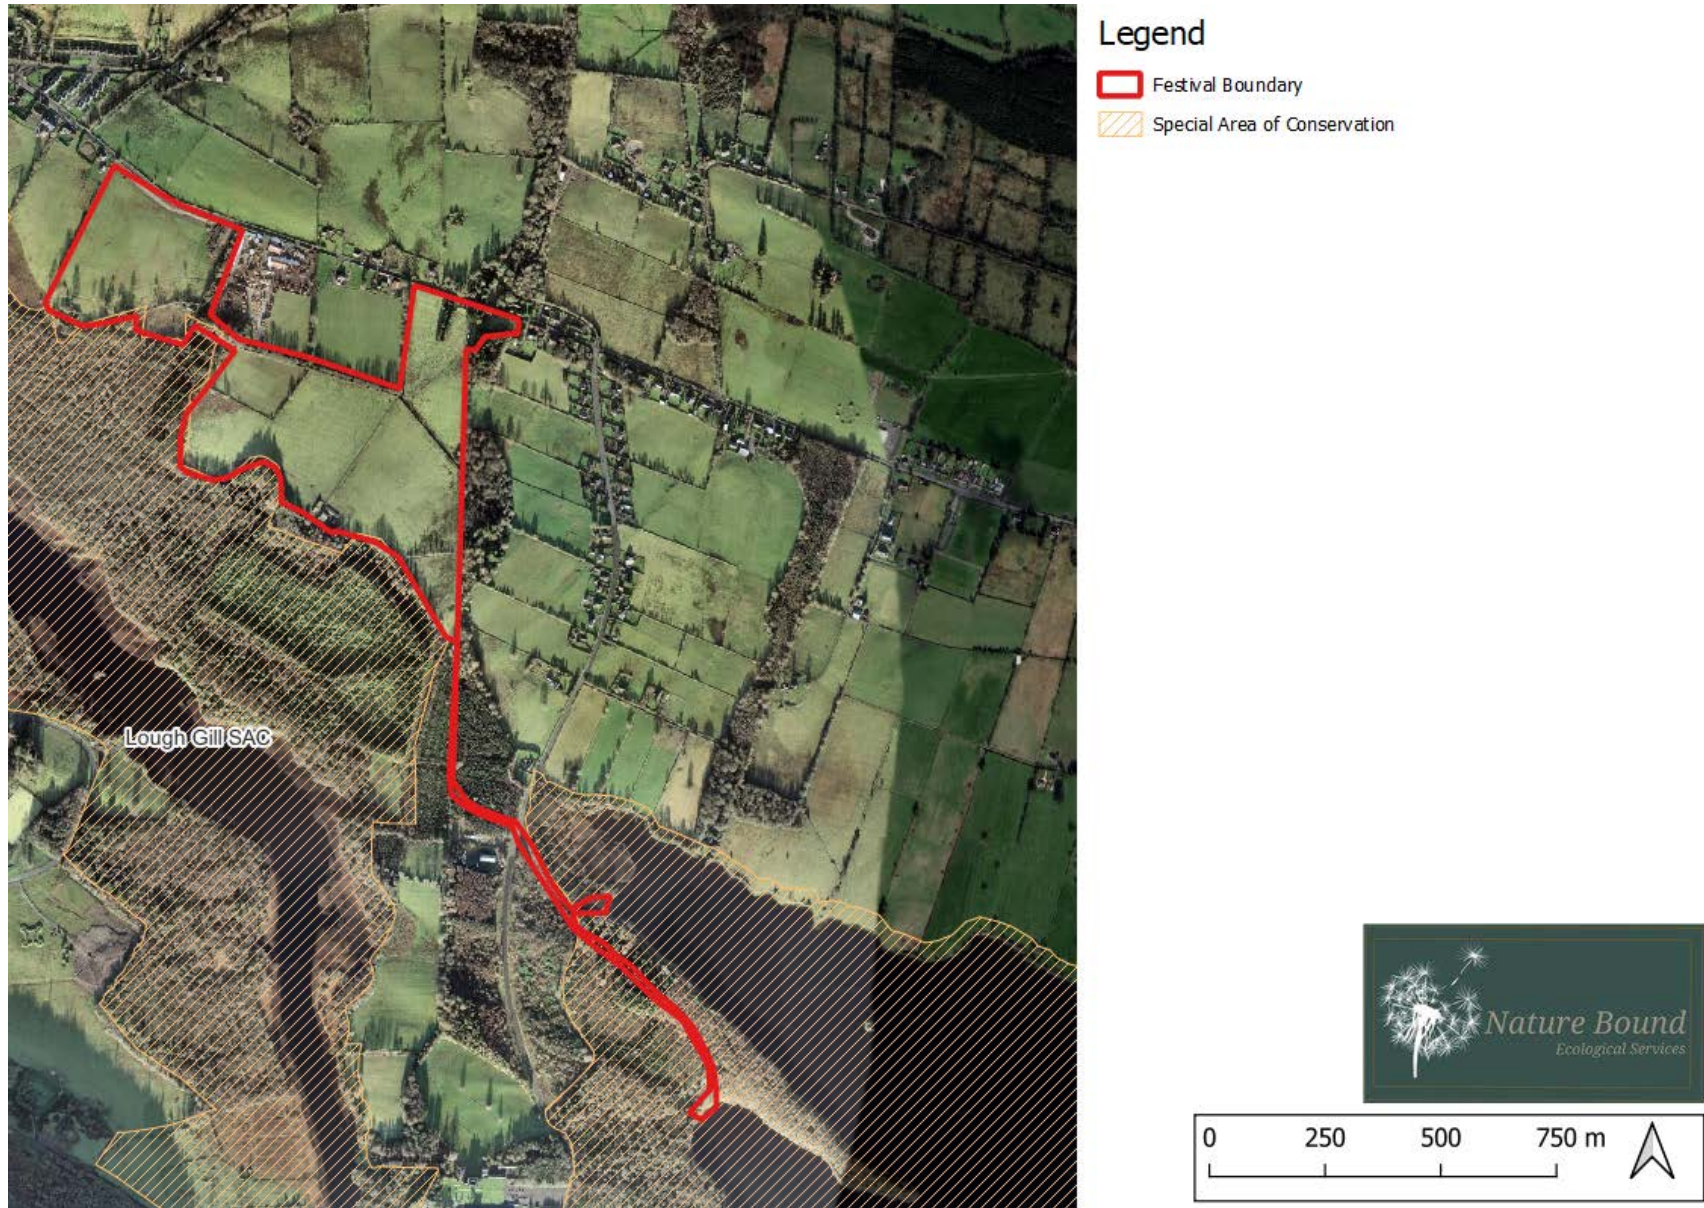 Legend
Festival Boundary
Special Area of Conservation
Lough Gill SAC
Nature Bound
Ecological Services
0 250 500 750 m